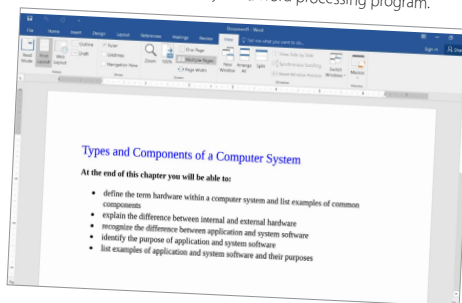 word processing program.
Document1 - Word
File Home Insert Design Layout References Mailings Review View Tell me what you want to do...
Sign in
Read Mode
Print Layout
Web Layout
Outline
Draft
Ruler
Gridlines
Navigation Pane
Zoom
100%
One Page
Multiple Pages
Page Width
New Window
Arrange All
Split
View Side by Side
Synchronous Scrolling
Reset Window Position
Switch Windows
Macros
Types and Components of a Computer System
At the end of this chapter you will be able to:
• define the term hardware within a computer system and list examples of common
components
• explain the difference between internal and external hardware
• recognize the difference between application and system software
• identify the purpose of application and system software
• list examples of application and system software and their purposes